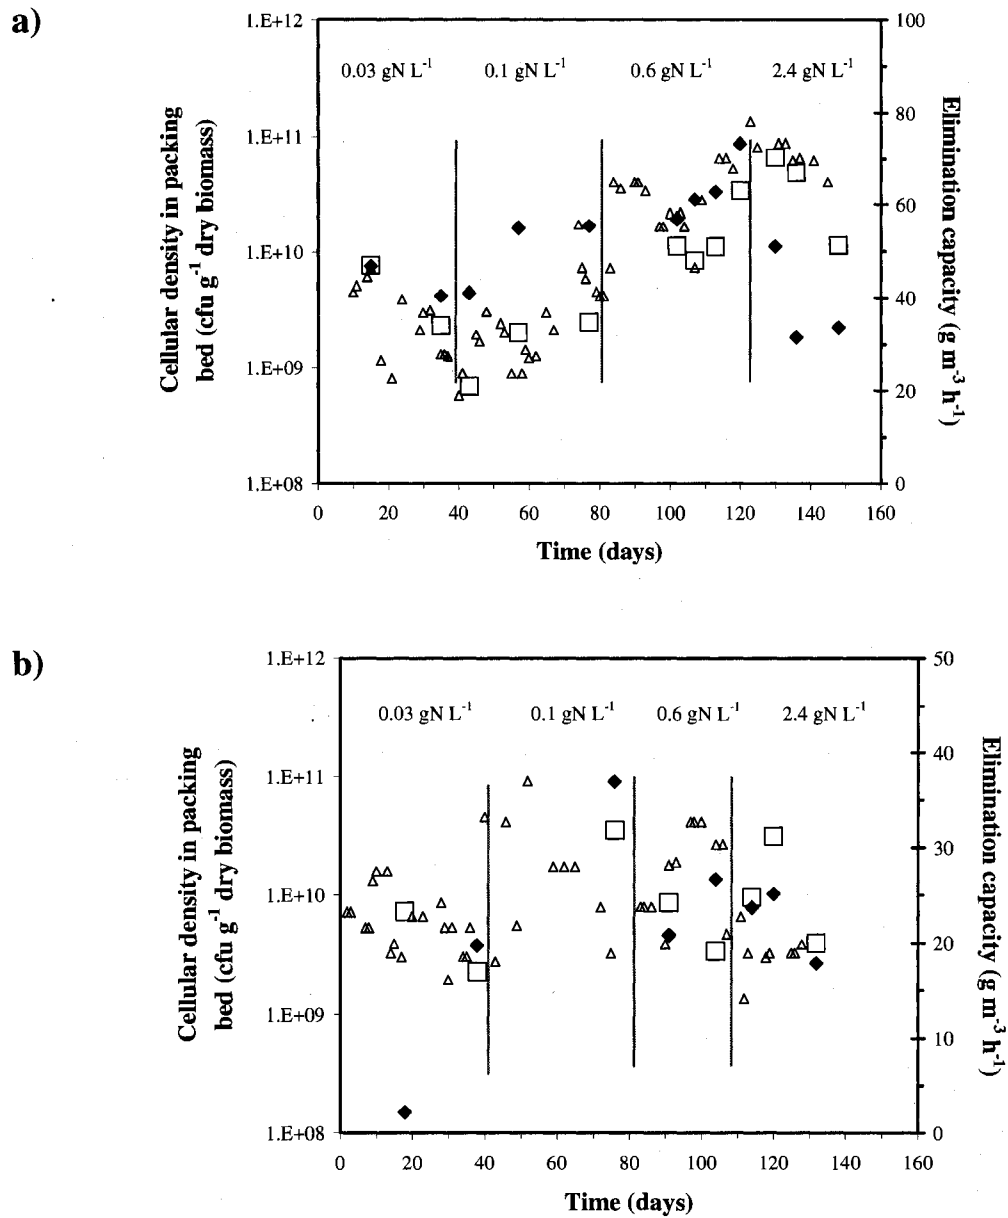 a)
1.E+12
1.E+11
1.E+10
1.E+09
1.E+08
Cellular density in packing
bed (cfu g⁻¹ dry biomass)
0.03 gN L⁻¹
0.1 gN L⁻¹
0.6 gN L⁻¹
2.4 gN L⁻¹
100
80
60
40
20
0
Elimination capacity (g m⁻³ h⁻¹)
0 20 40 60 80 100 120 140 160
Time (days)
b)
1.E+12
1.E+11
1.E+10
1.E+09
1.E+08
Cellular density in packing
bed (cfu g⁻¹ dry biomass)
0.03 gN L⁻¹
0.1 gN L⁻¹
0.6 gN L⁻¹
2.4 gN L⁻¹
50
40
30
20
10
0
Elimination capacity (g m⁻³ h⁻¹)
0 20 40 60 80 100 120 140 160
Time (days)